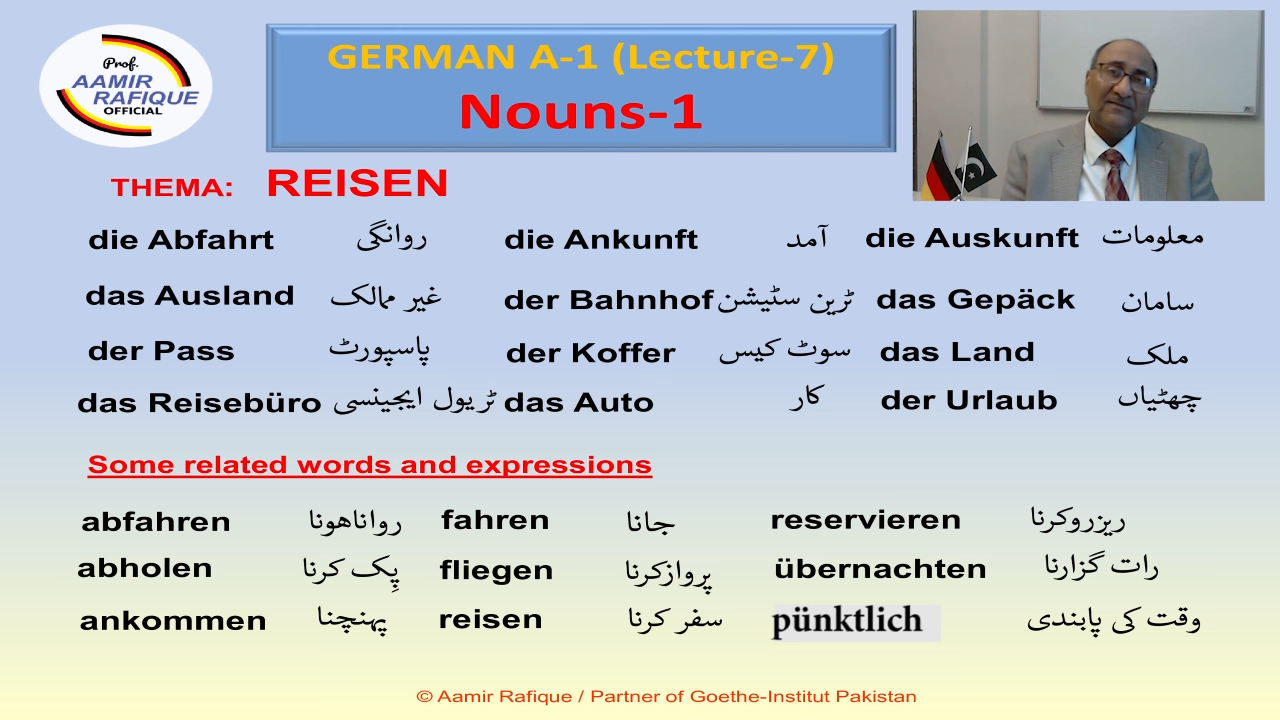 Prof.
AAMIR
RAFIQUE
OFFICIAL
GERMAN A-1 (Lecture-7)
Nouns-1
THEMA: REISEN
die Abfahrt روانگی die Ankunft آمد die Auskunft معلومات
das Ausland غیر ممالک der Bahnhof ٹرین سٹیشن das Gepäck سامان
der Pass پاسپورٹ der Koffer سوٹ کیس das Land ملک
das Reisebüro ٹریول ایجینسی das Auto کار der Urlaub چھٹیاں
Some related words and expressions
abfahren رواناھونا fahren جانا reservieren ریزروکرنا
abholen پِک کرنا fliegen پروازکرنا übernachten رات گزارنا
ankommen پہنچنا reisen سفر کرنا pünktlich وقت کی پابندی
© Aamir Rafique / Partner of Goethe-Institut Pakistan